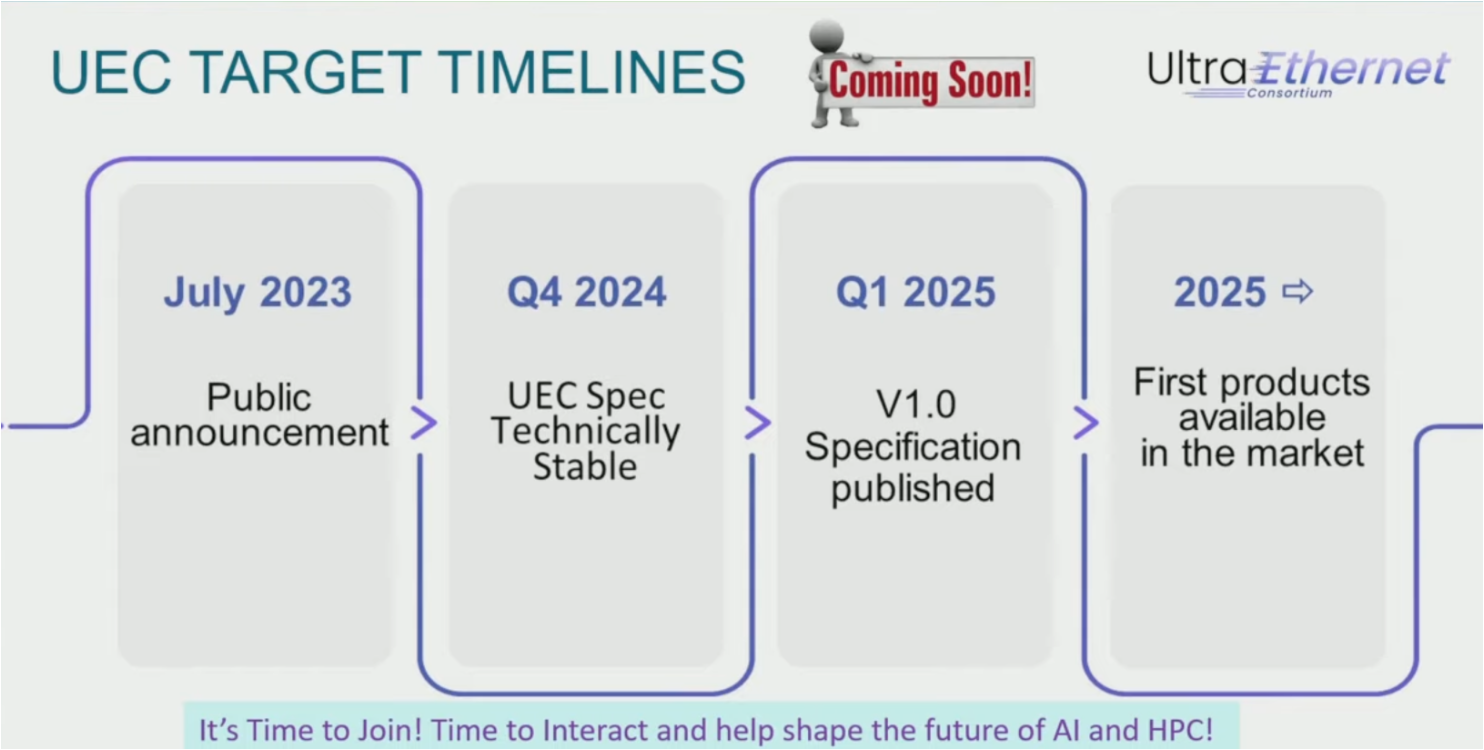 UEC TARGET TIMELINES
Coming Soon!
Ultra Ethernet
Consortium
July 2023
Public
announcement
Q4 2024
UEC Spec
Technically
Stable
Q1 2025
V1.0
Specification
published
2025 ⇨
First products
available
in the market
It's Time to Join! Time to Interact and help shape the future of AI and HPC!